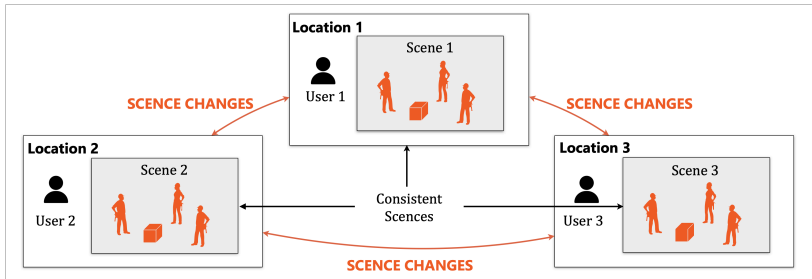 Location 1
Scene 1
User 1
SCENCE CHANGES
SCENCE CHANGES
Location 2
Scene 2
User 2
Consistent
Scences
Location 3
Scene 3
User 3
SCENCE CHANGES